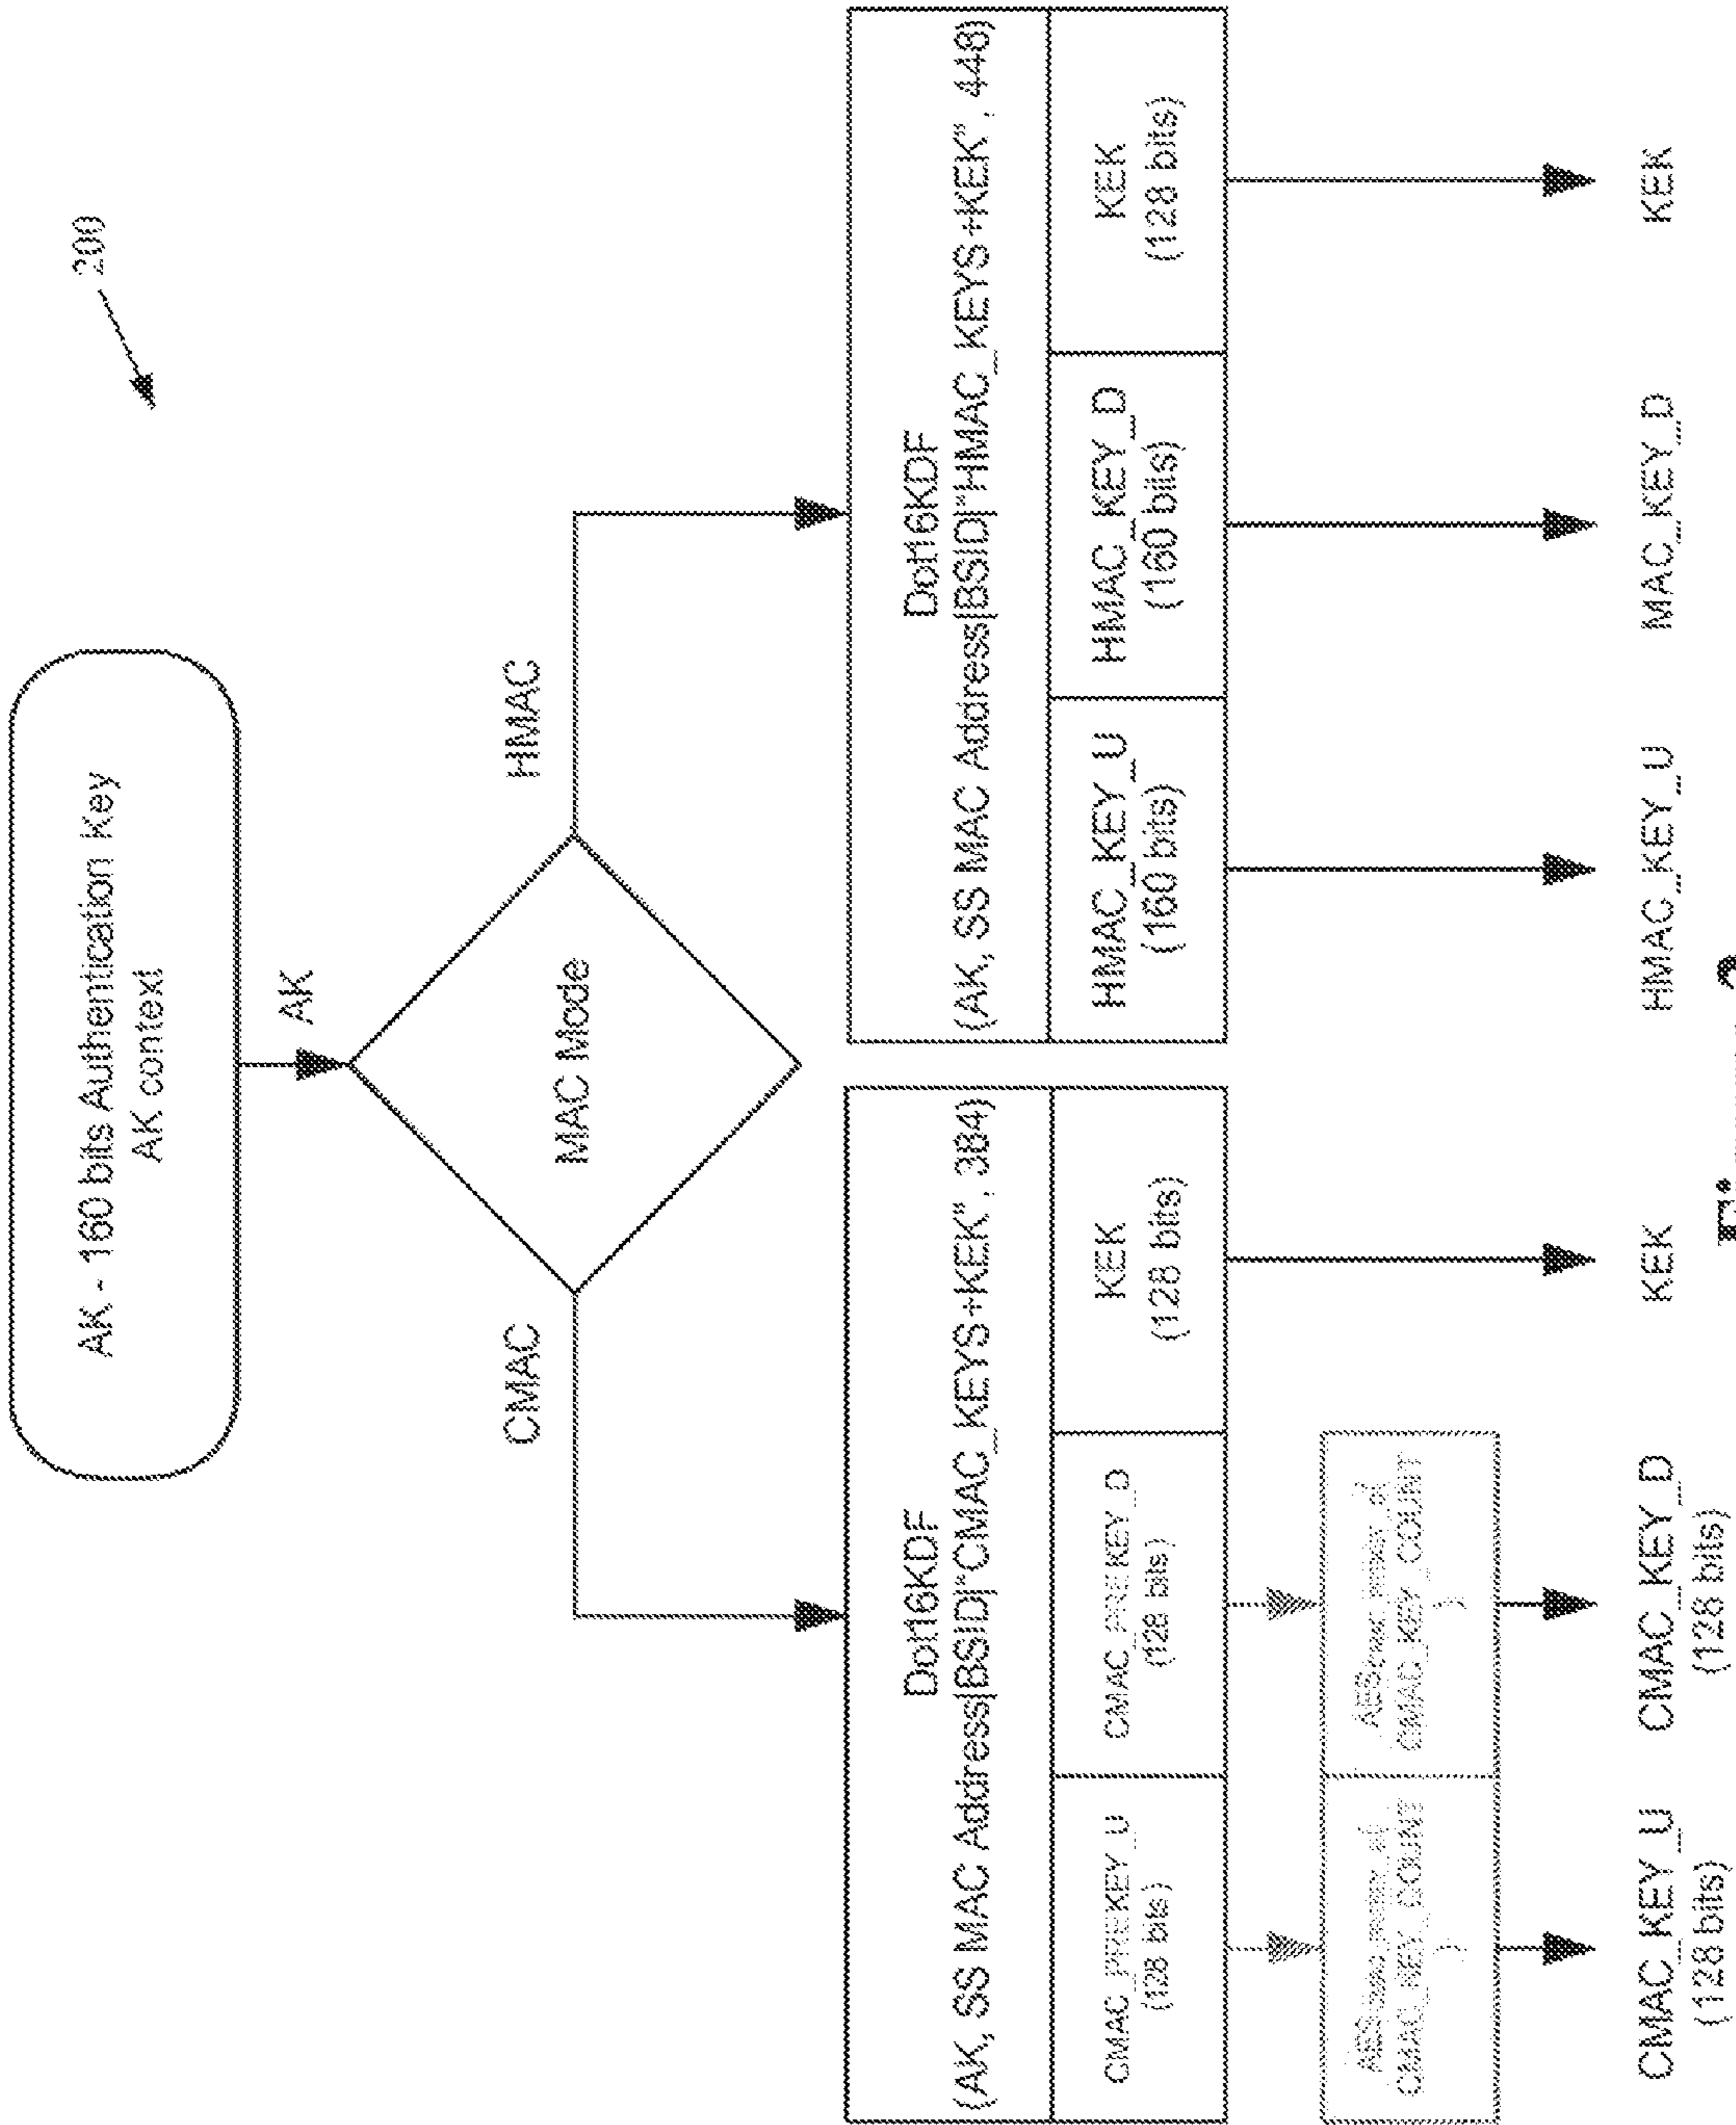 200
AK - 160 bits Authentication Key
AK context
AK
MAC Mode
CMAC
HMAC
Dot16KDF
(AK, SS MAC Address|BSID|"CMAC_KEYS+KEK", 384)
CMAC_PREKEY_U
(128 bits)
CMAC_PREKEY_D
(128 bits)
KEK
(128 bits)
Dot16KDF
(AK, SS MAC Address|BSID|"HMAC_KEYS+KEK", 448)
HMAC_KEY_U
(160 bits)
HMAC_KEY_D
(160 bits)
KEK
(128 bits)
CMAC_KEY_COUNT
)
CMAC_KEY_COUNT
)
CMAC_KEY_U
(128 bits)
CMAC_KEY_D
(128 bits)
KEK
HMAC_KEY_U
MAC_KEY_D
KEK